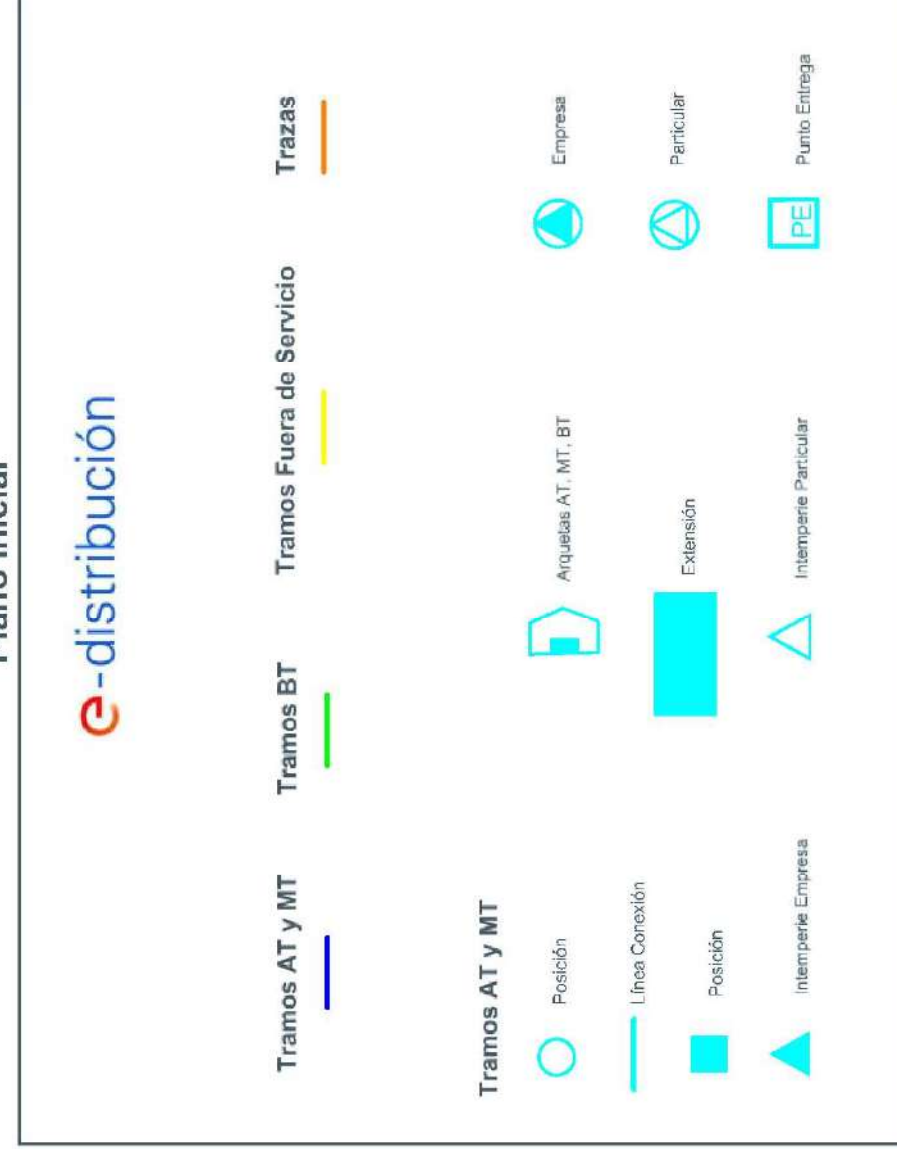 Plano Inicial
e-distribución
Tramos AT y MT
Tramos BT
Tramos Fuera de Servicio
Trazas
Tramos AT y MT
Posición
Línea Conexión
Posición
Intemperie Empresa
Arquetas AT, MT, BT
Extensión
Intemperie Particular
Empresa
Particular
PE Punto Entrega